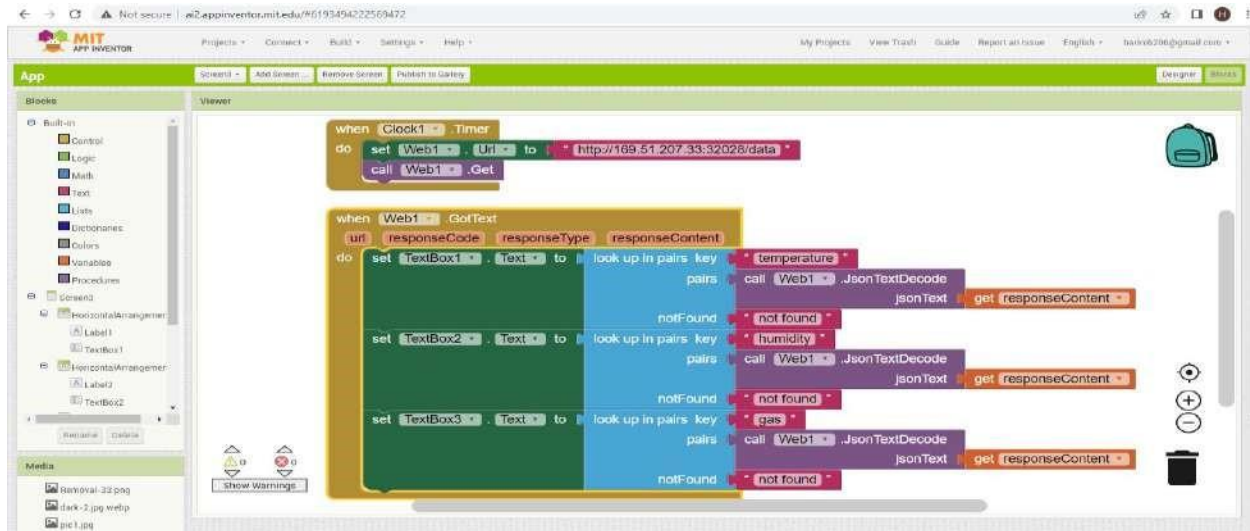 Not secure | ai2.appinventor.mit.edu/#6193494222569472
MIT
APP INVENTOR
Projects Connect Build Settings Help
My Projects View Trash Guide Report an Issue English
App
Screen3 Add Screen ... Remove Screen Publish to Gallery
Designer Blocks
Blocks
Viewer
Built-in
Control
Logic
Math
Text
Lists
Dictionaries
Colors
Variables
Procedures
Screen3
HorizontalArrangemer
Label1
TextBox1
HorizontalArrangemer
Label2
TextBox2
Rename Delete
Media
Removal-32.png
dark-2.jpg.webp
pic1.jpg
when Clock1 .Timer
do set Web1 . Url to " http://169.51.207.33:32028/data "
call Web1 .Get
when Web1 .GotText
url responseCode responseType responseContent
do set TextBox1 . Text to look up in pairs key " temperature "
pairs call Web1 .JsonTextDecode
jsonText get responseContent
notFound " not found "
set TextBox2 . Text to look up in pairs key " humidity "
pairs call Web1 .JsonTextDecode
jsonText get responseContent
notFound " not found "
set TextBox3 . Text to look up in pairs key " gas "
pairs call Web1 .JsonTextDecode
jsonText get responseContent
notFound " not found "
0 0
Show Warnings
H